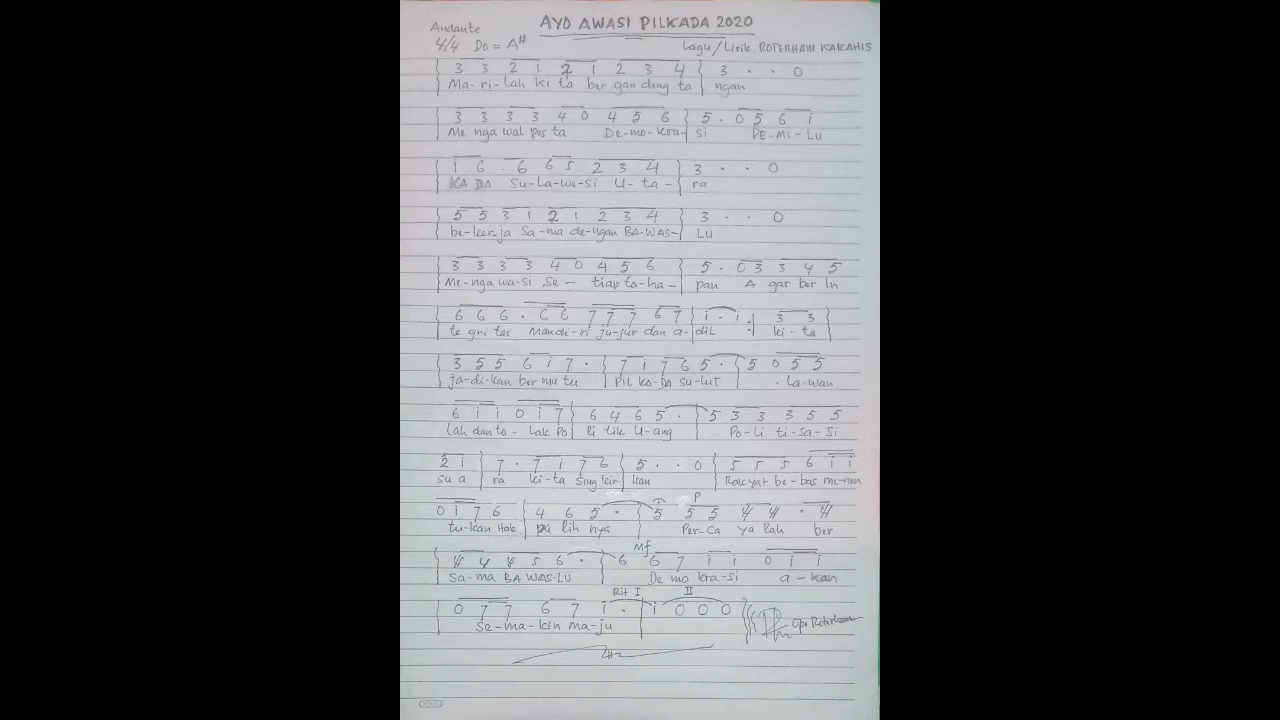 AYO AWASI PILKADA 2020
Andante
4/4 Do = A#
Lagu/Lirik ROTERHAM KAKAHIS
3 3 2 1 2 1 2 3 4 3 . . 0
Ma-ri-lah ki ta ber gan deng ta ngan
3 3 3 3 4 0 4 5 6 5 . 0 5 6 i
Me nga wal pes ta De-mo-kra-si PE-MI-LU
i 6 . 6 6 5 2 3 4 3 . . 0
KA DA Su-La-we-si U-ta-ra
5 5 3 1 2 1 2 3 4 3 . . 0
be-ker-ja Sa-ma de-ngan BA-WAS-LU
3 3 3 3 4 0 4 5 6 5 . 0 3 3 4 5
Me-nga wa-si Se- tiap ta-ha-pan A gar ber In
6 6 6 . 6 6 7 7 7 6 7 i . i : 3 3
te gri tas Mandi-ri ju-jur dan a-diL ki-ta
3 5 5 6 i 7 . 7 i 7 6 5 . 5 0 5 5
ja-di-kan ber mu tu PIL KA-DA SU-LUT . La-wan
6 i i 0 i 7 6 4 6 5 . 5 3 3 3 5 5
Lah dan to-Lak Po li tik U-ang Po-Li ti-sa-Si
2 i 7 . 7 i 7 6 5 . . 0 5 5 5 6 i i
su a ra ki-ta Singkir kan Rak yat be-bas me-nen
P
0 i 7 6 4 6 5 . 5 5 5 4 4 . 4
tu-kan Hak pi lih nya Per-Ca ya lah ber
Mf
4 4 4 5 6 . 6 6 7 i i 0 i i
Sa-ma BA WAS-LU De mo kra-si a-kan
Rit I II
0 7 7 6 7 i . i 0 0 0
Se-ma-kin ma-ju
Opa Roterham